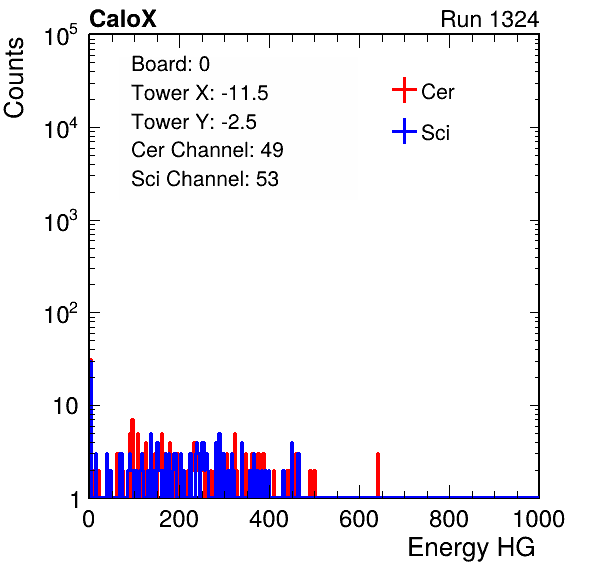 CaloX Run 1324
Counts
10^5
10^4
10^3
10^2
10
1
Board: 0
Tower X: -11.5
Tower Y: -2.5
Cer Channel: 49
Sci Channel: 53
Cer
Sci
0 200 400 600 800 1000
Energy HG